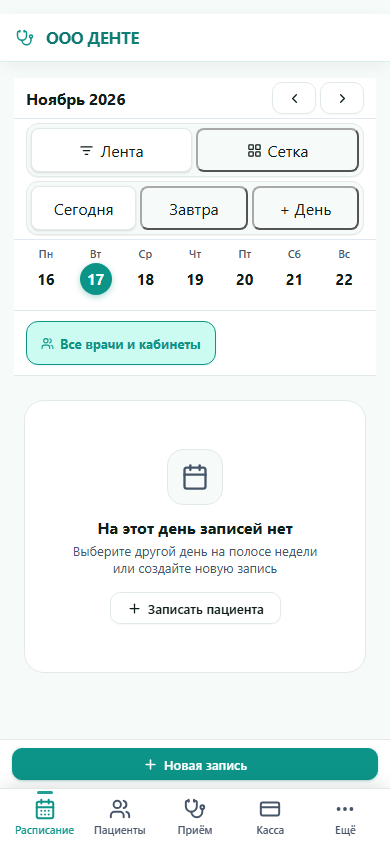 ООО ДЕНТЕ
Ноябрь 2026
Лента
Сетка
Сегодня
Завтра
+ День
Пн Вт Ср Чт Пт Сб Вс
16 17 18 19 20 21 22
Все врачи и кабинеты
На этот день записей нет
Выберите другой день на полосе недели
или создайте новую запись
+ Записать пациента
+ Новая запись
Расписание Пациенты Приём Касса Ещё